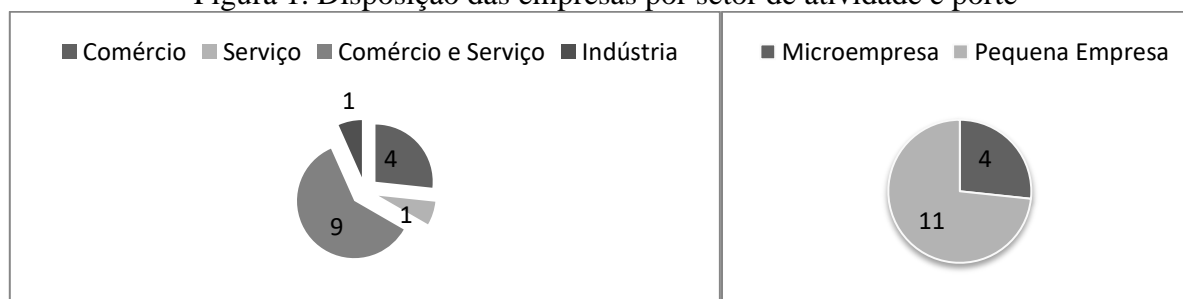 Figura 1: Disposição das empresas por setor de atividade e porte
Comércio Serviço Comércio e Serviço Indústria
1
4
1
9
Microempresa Pequena Empresa
4
11